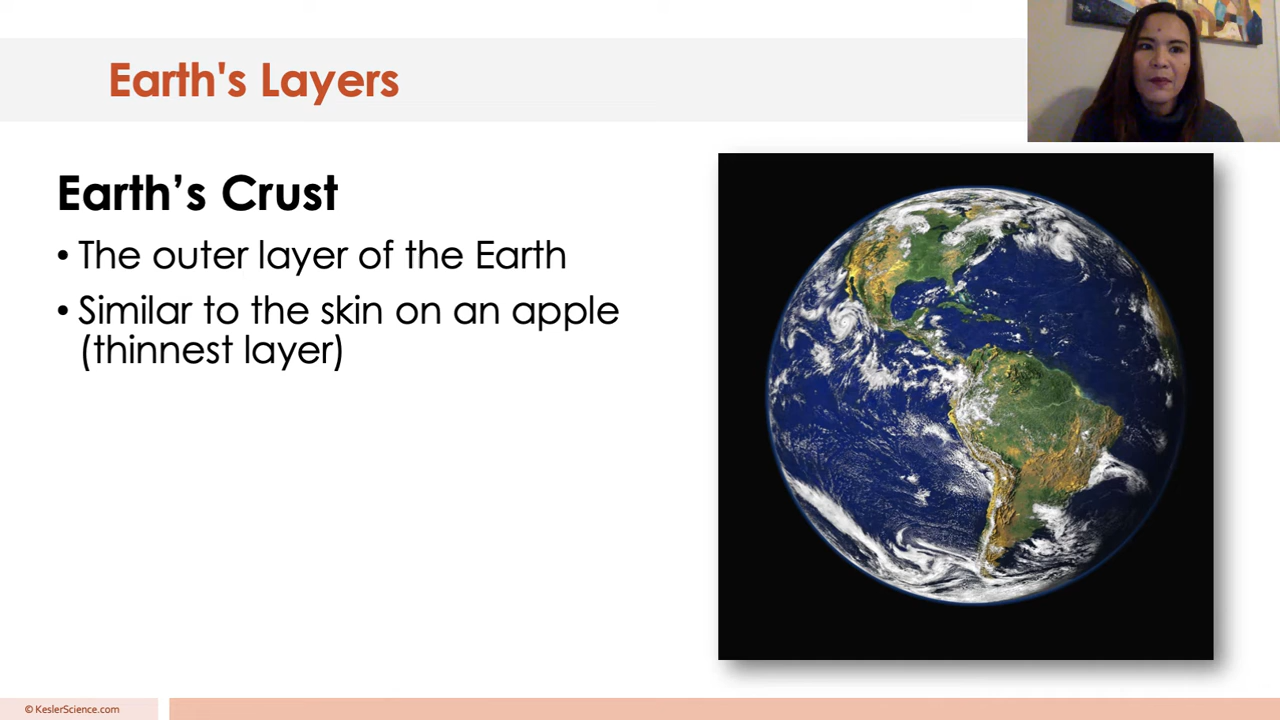 Earth's Layers
Earth’s Crust
• The outer layer of the Earth
• Similar to the skin on an apple
(thinnest layer)
© KeslerScience.com